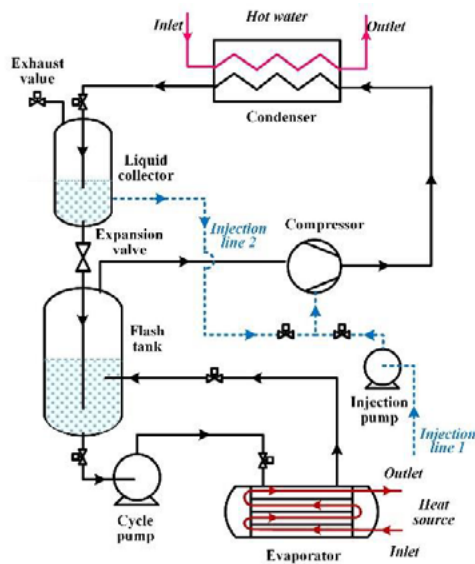 Hot water
Inlet
Outlet
Exhaust
value
Condenser
Liquid
collector
Injection
line 2
Compressor
Expansion
valve
Flash
tank
Injection
pump
Injection
line 1
Cycle
pump
Outlet
Heat
source
Inlet
Evaporator